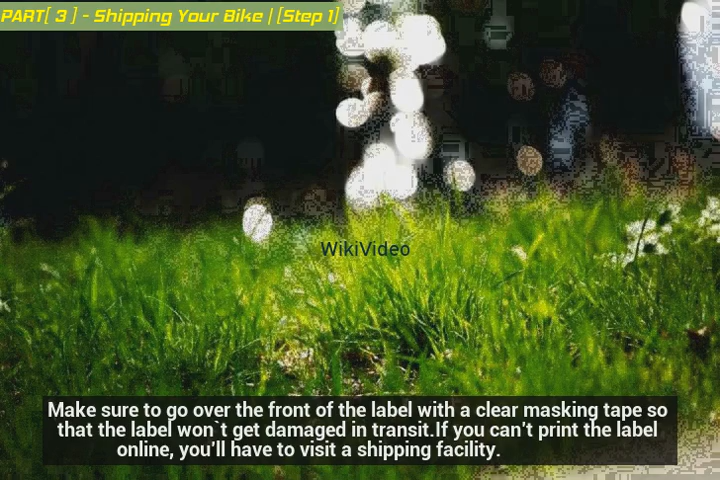 PART[ 3 ] - Shipping Your Bike | [Step 1]
WikiVideo
Make sure to go over the front of the label with a clear masking tape so
that the label won`t get damaged in transit.If you can't print the label
online, you'll have to visit a shipping facility.